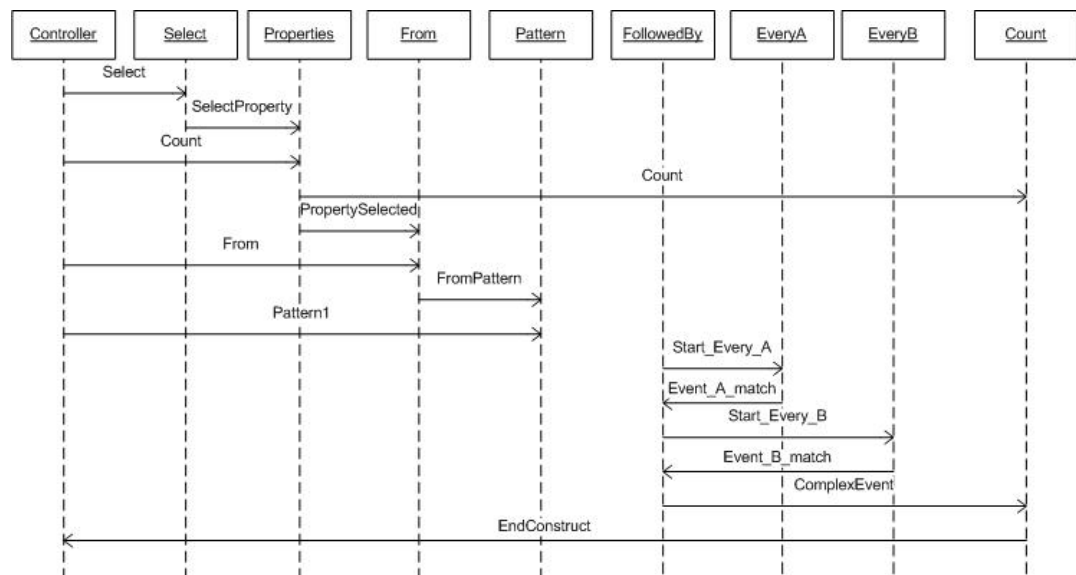 Controller
Select
Properties
From
Pattern
FollowedBy
EveryA
EveryB
Count
Select
SelectProperty
Count
Count
PropertySelected
From
FromPattern
Pattern1
Start_Every_A
Event_A_match
Start_Every_B
Event_B_match
ComplexEvent
EndConstruct